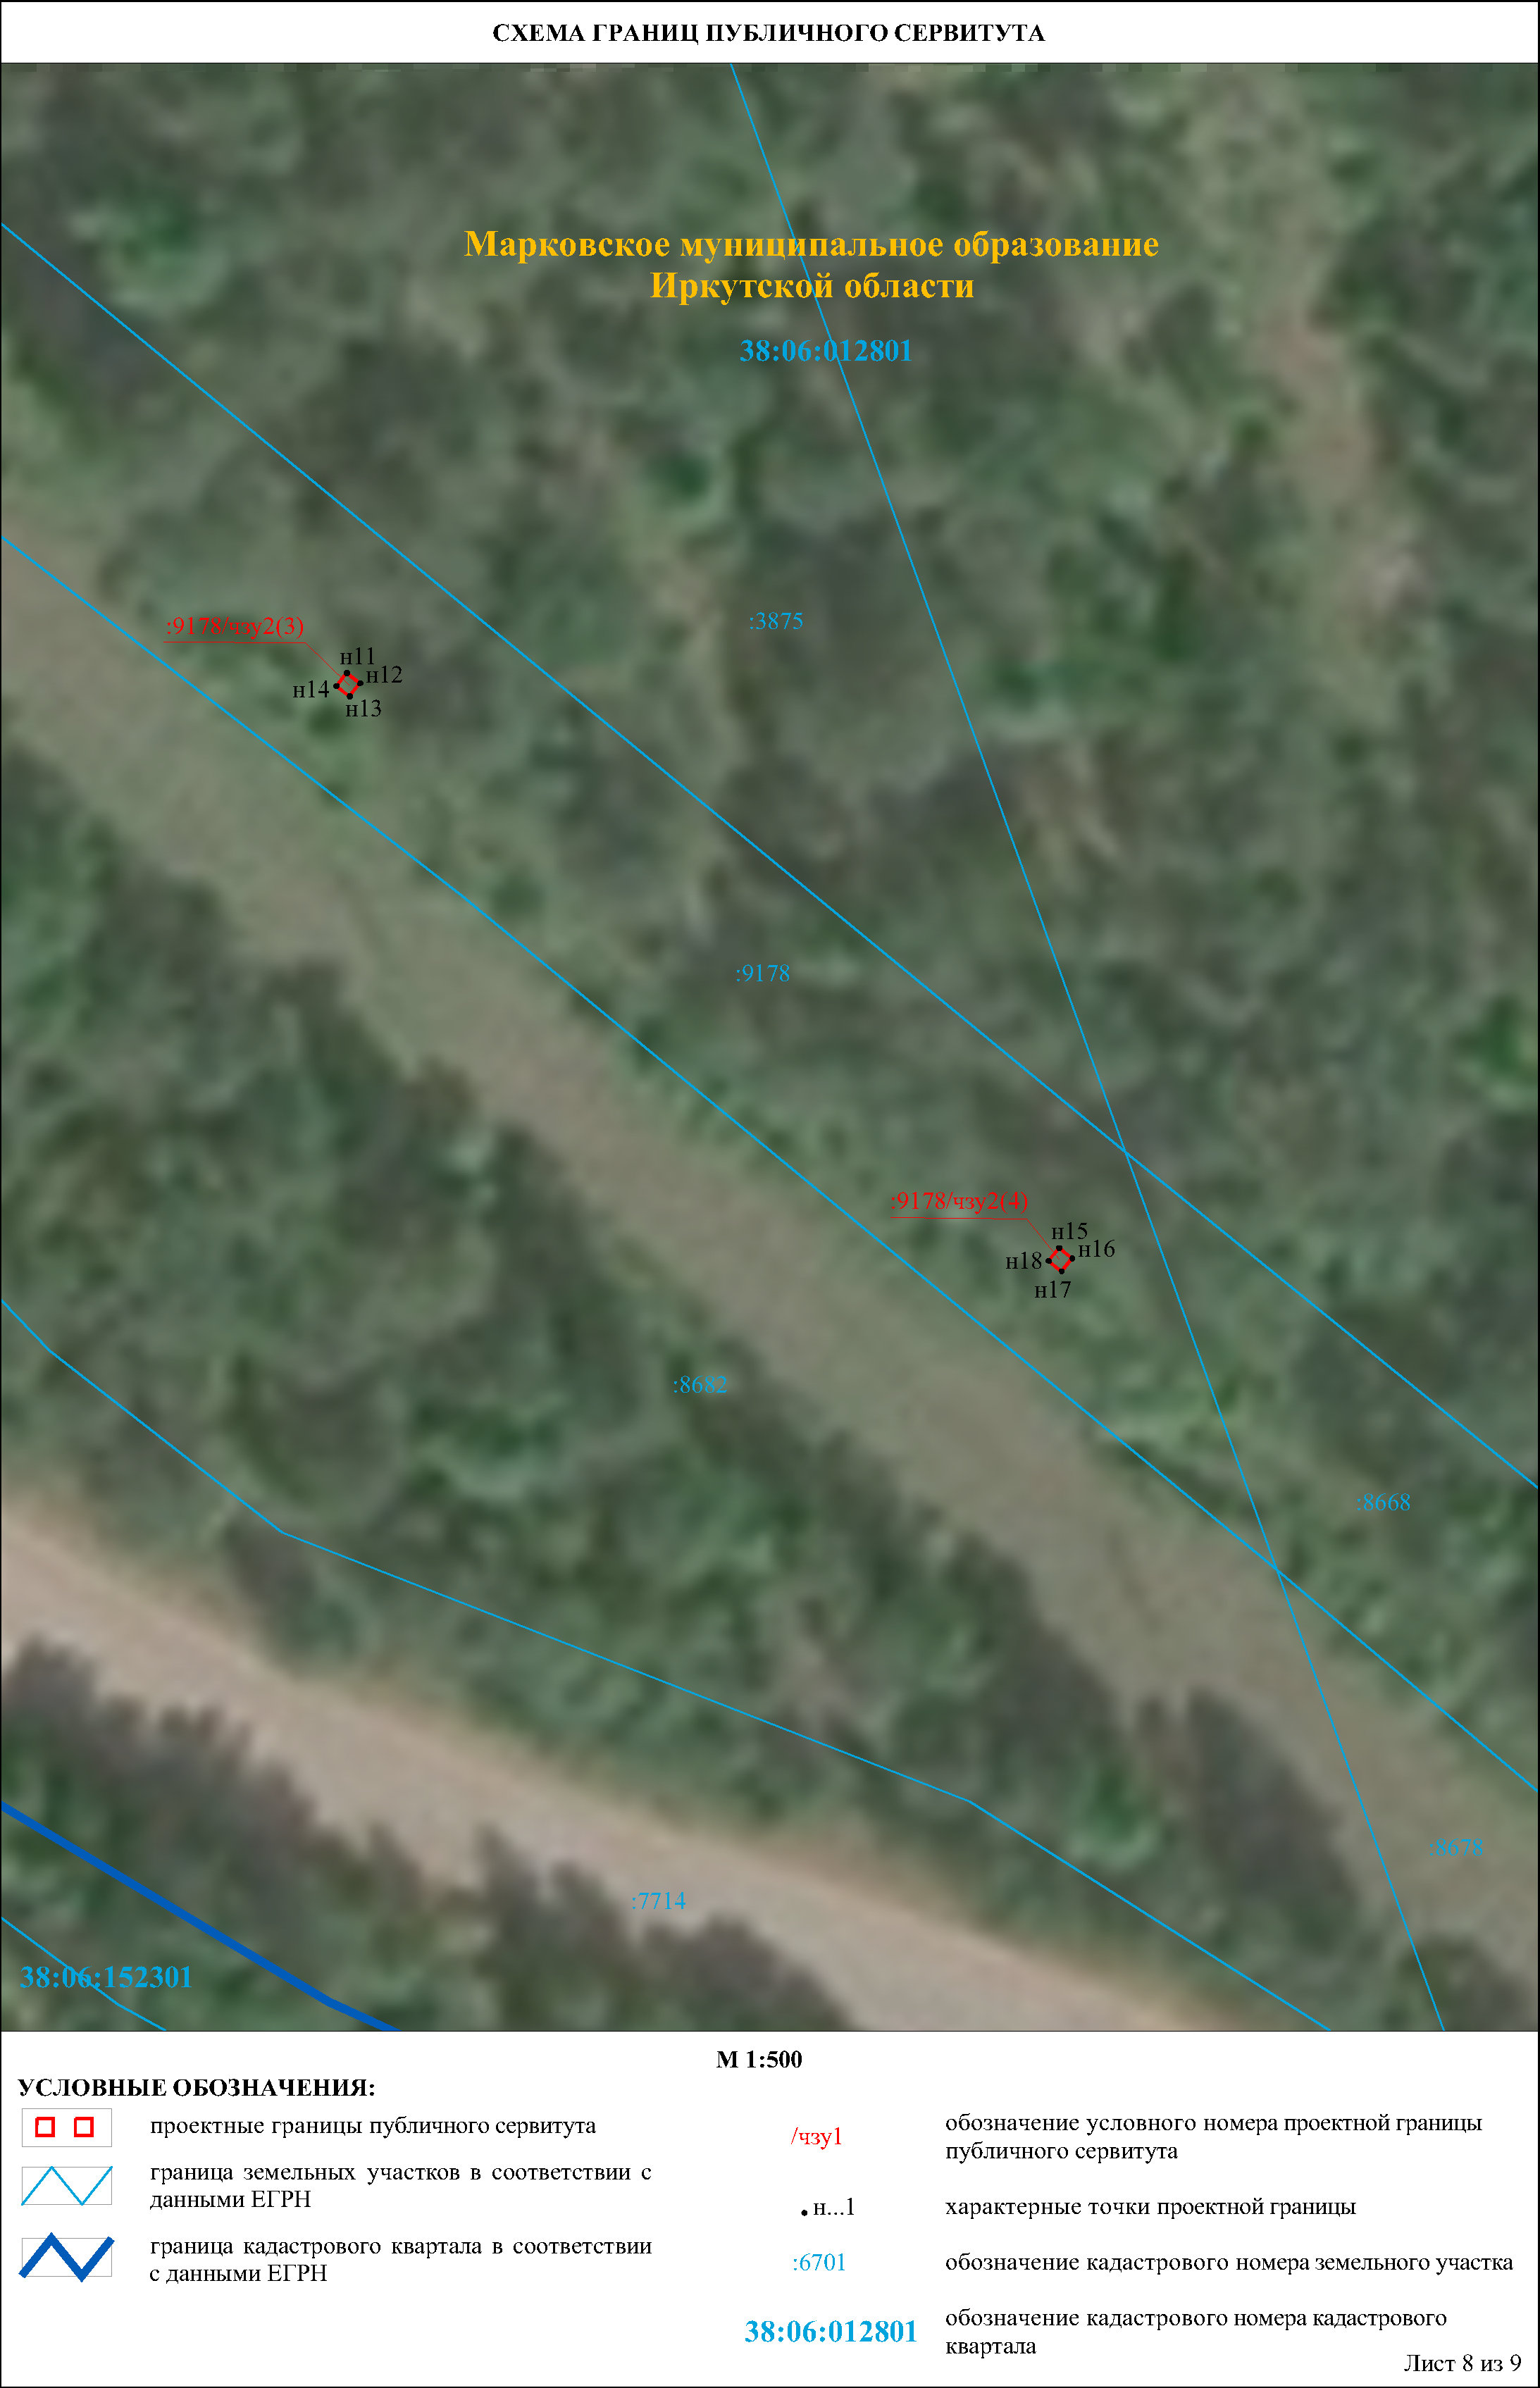 СХЕМА ГРАНИЦ ПУБЛИЧНОГО СЕРВИТУТА
Марковское муниципальное образование
Иркутской области
38:06:012801
:3875
:9178/чзу2(3)
н11
н12
н14
н13
:9178
:9178/чзу2(4)
н15
н16
н18
н17
:8682
:8668
:8678
:7714
38:06:152301
М 1:500
УСЛОВНЫЕ ОБОЗНАЧЕНИЯ:
проектные границы публичного сервитута
граница земельных участков в соответствии с
данными ЕГРН
граница кадастрового квартала в соответствии
с данными ЕГРН
/чзу1
обозначение условного номера проектной границы
публичного сервитута
н...1
характерные точки проектной границы
:6701
обозначение кадастрового номера земельного участка
38:06:012801
обозначение кадастрового номера кадастрового
квартала
Лист 8 из 9